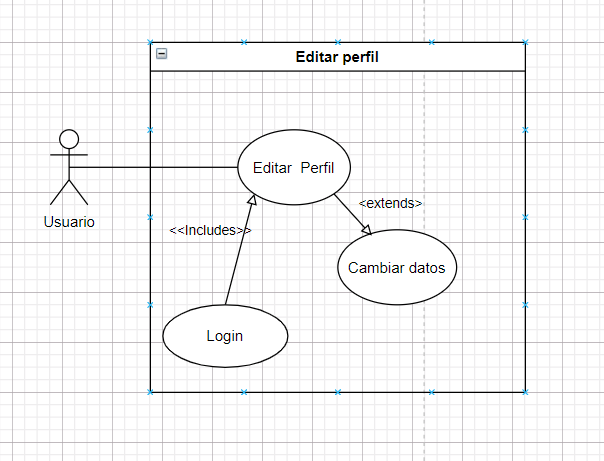 Editar perfil
Editar Perfil
<extends>
Usuario
<<Includes>>
Cambiar datos
Login